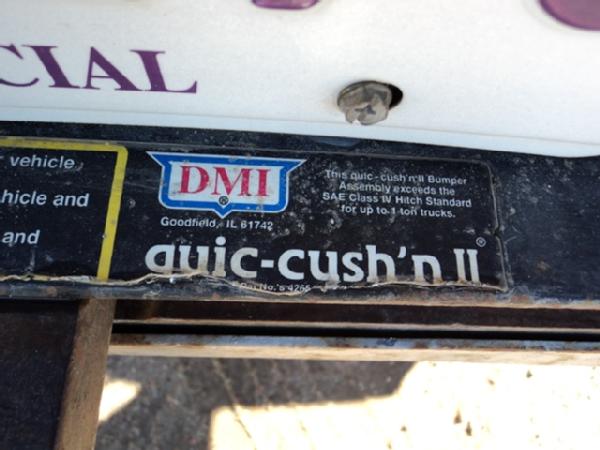 CIAL
vehicle
hicle and
and
DMI
®
Goodfield, IL 61742
This quic-cush'n II Bumper
Assembly exceeds the
SAE Class IV Hitch Standard
for up to 1 ton trucks.
quic-cush'n II®